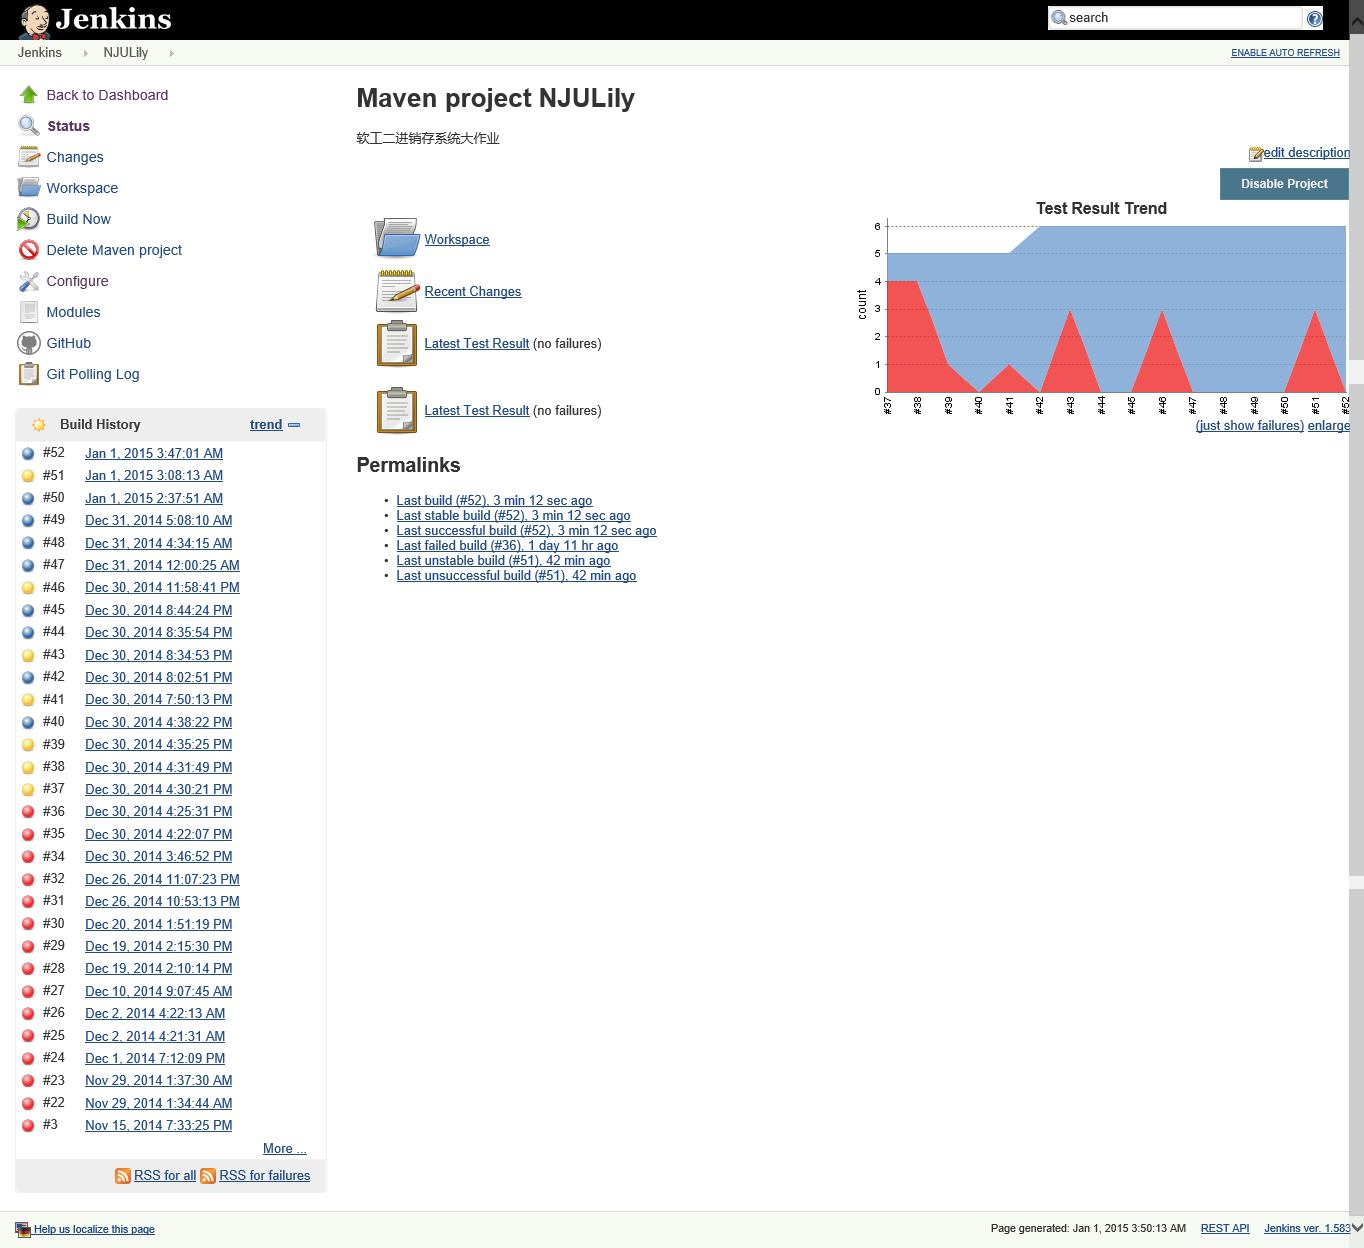 Jenkins
search
Jenkins
NJULily
ENABLE AUTO REFRESH
Back to Dashboard
Status
Changes
Workspace
Build Now
Delete Maven project
Configure
Modules
GitHub
Git Polling Log
Build History
trend
#52 Jan 1, 2015 3:47:01 AM
#51 Jan 1, 2015 3:08:13 AM
#50 Jan 1, 2015 2:37:51 AM
#49 Dec 31, 2014 5:08:10 AM
#48 Dec 31, 2014 4:34:15 AM
#47 Dec 31, 2014 12:00:25 AM
#46 Dec 30, 2014 11:58:41 PM
#45 Dec 30, 2014 8:44:24 PM
#44 Dec 30, 2014 8:35:54 PM
#43 Dec 30, 2014 8:34:53 PM
#42 Dec 30, 2014 8:02:51 PM
#41 Dec 30, 2014 7:50:13 PM
#40 Dec 30, 2014 4:38:22 PM
#39 Dec 30, 2014 4:35:25 PM
#38 Dec 30, 2014 4:31:49 PM
#37 Dec 30, 2014 4:30:21 PM
#36 Dec 30, 2014 4:25:31 PM
#35 Dec 30, 2014 4:22:07 PM
#34 Dec 30, 2014 3:46:52 PM
#32 Dec 26, 2014 11:07:23 PM
#31 Dec 26, 2014 10:53:13 PM
#30 Dec 20, 2014 1:51:19 PM
#29 Dec 19, 2014 2:15:30 PM
#28 Dec 19, 2014 2:10:14 PM
#27 Dec 10, 2014 9:07:45 AM
#26 Dec 2, 2014 4:22:13 AM
#25 Dec 2, 2014 4:21:31 AM
#24 Dec 1, 2014 7:12:09 PM
#23 Nov 29, 2014 1:37:30 AM
#22 Nov 29, 2014 1:34:44 AM
#3 Nov 15, 2014 7:33:25 PM
More ...
RSS for all RSS for failures
Maven project NJULily
软工二进销存系统大作业
edit description
Disable Project
Workspace
Recent Changes
Latest Test Result (no failures)
Latest Test Result (no failures)
Test Result Trend
count
6
5
4
3
2
1
0
#37 #38 #39 #40 #41 #42 #43 #44 #45 #46 #47 #48 #49 #50 #51 #52
(just show failures) enlarge
Permalinks
• Last build (#52), 3 min 12 sec ago
• Last stable build (#52), 3 min 12 sec ago
• Last successful build (#52), 3 min 12 sec ago
• Last failed build (#36), 1 day 11 hr ago
• Last unstable build (#51), 42 min ago
• Last unsuccessful build (#51), 42 min ago
Help us localize this page
Page generated: Jan 1, 2015 3:50:13 AM REST API Jenkins ver. 1.583